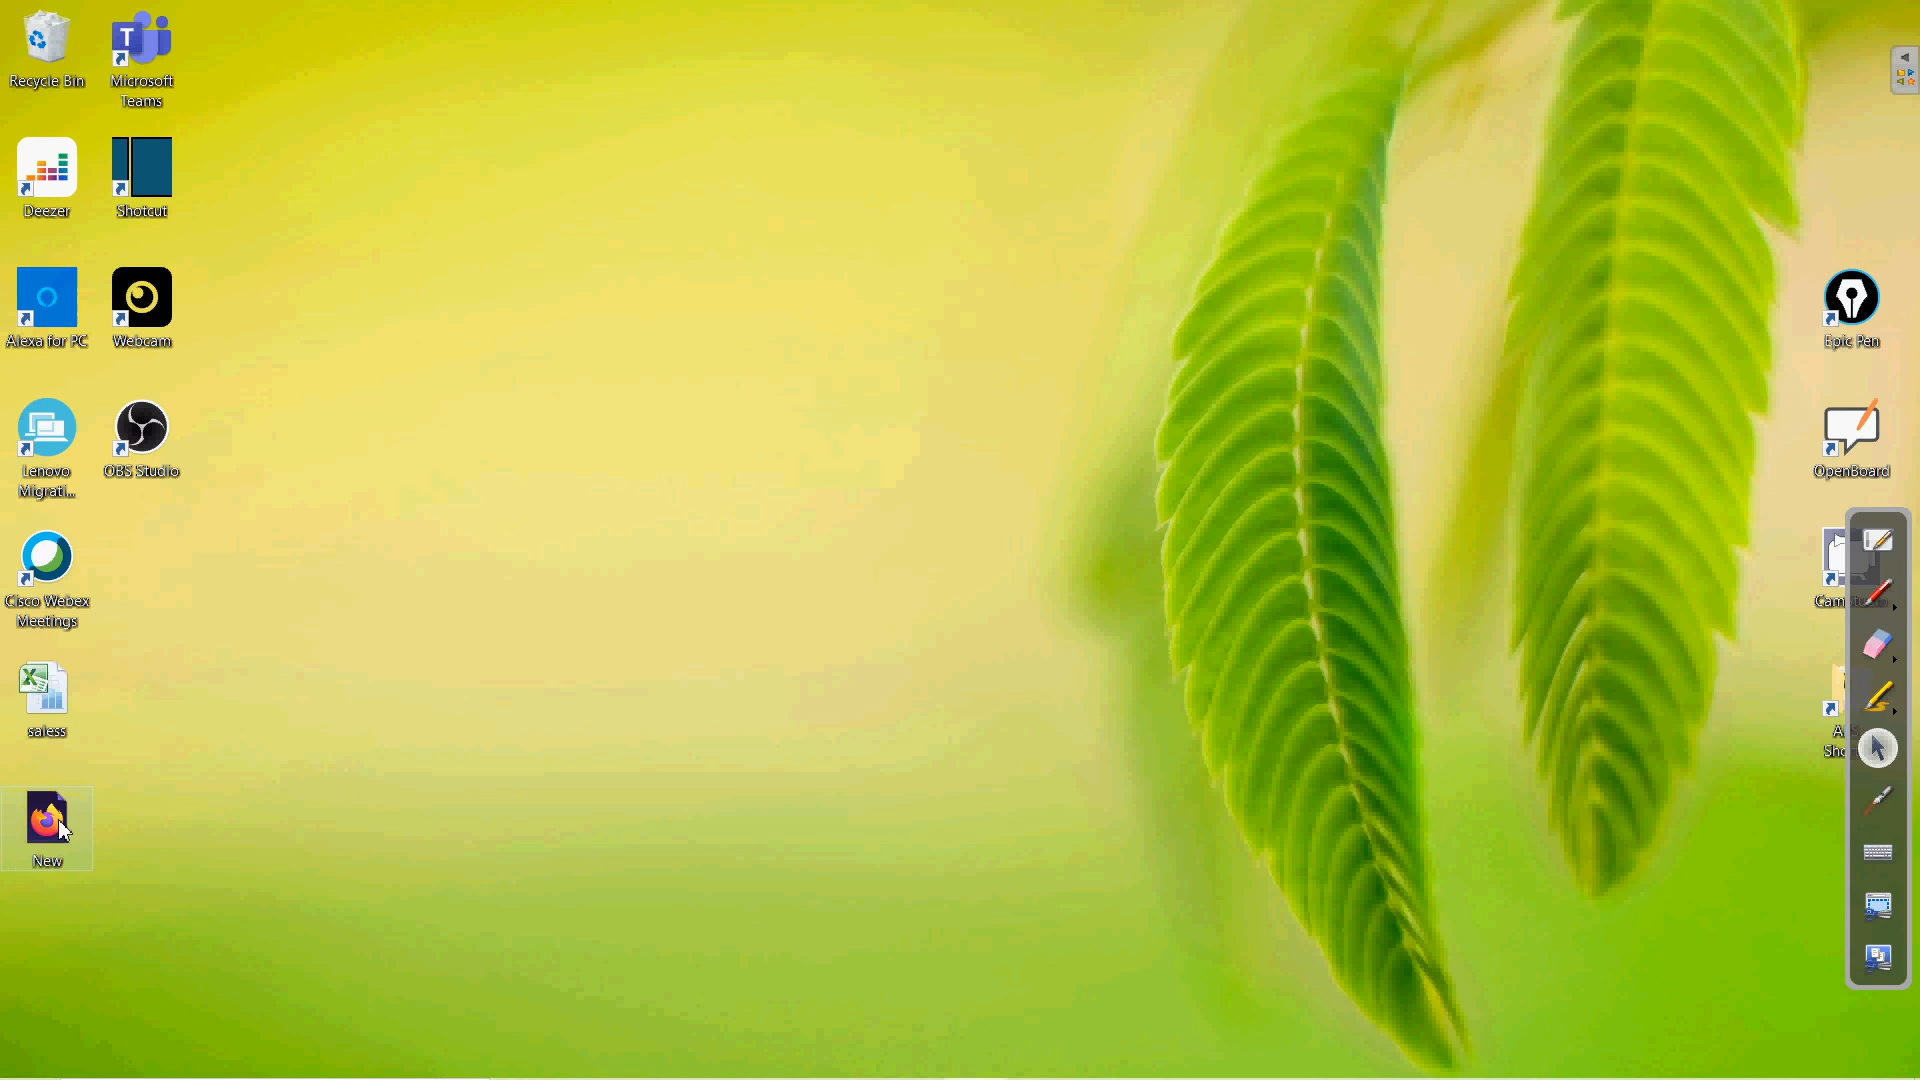 Recycle Bin
Microsoft
Teams
Deezer
Shotcut
Alexa for PC
Webcam
Lenovo
Migrati...
OBS Studio
Cisco Webex
Meetings
saless
New
Epic Pen
OpenBoard